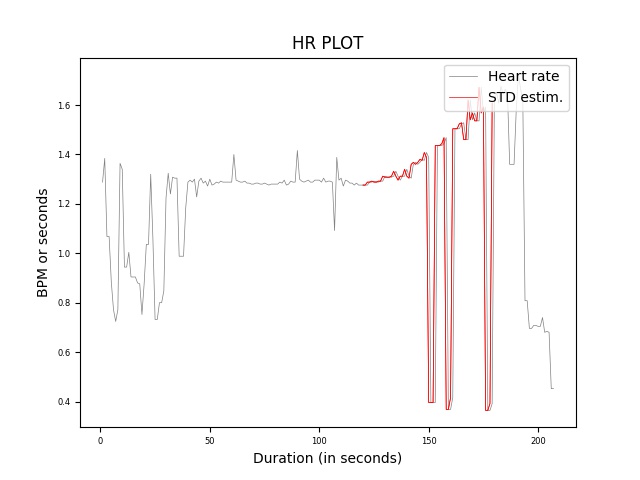 HR PLOT
Heart rate
STD estim.
BPM or seconds
1.6
1.4
1.2
1.0
0.8
0.6
0.4
0 50 100 150 200
Duration (in seconds)